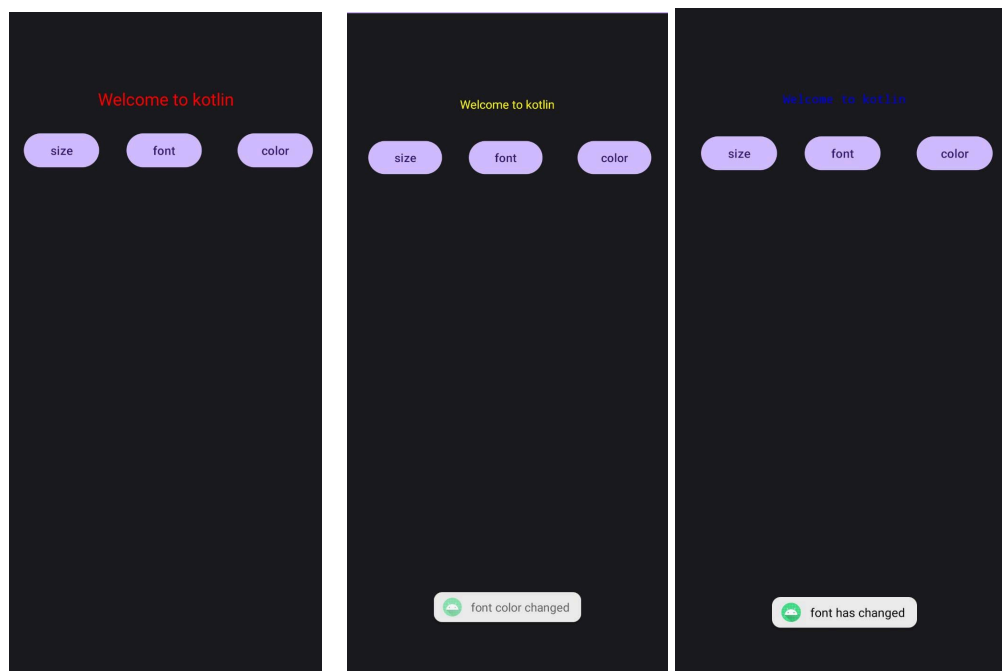 Welcome to kotlin
size font color
Welcome to kotlin
size font color
font color changed
Welcome to kotlin
size font color
font has changed